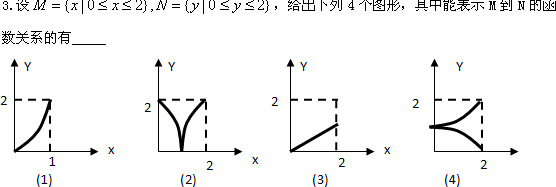 3.设 M = {x | 0 ≤ x ≤ 2}, N = {y | 0 ≤ y ≤ 2}，给出下列 4 个图形，其中能表示 M 到 N 的函
数关系的有_____
Y Y Y Y
2 2 2 2
1 x 2 x 2 x 2 x
(1) (2) (3) (4)